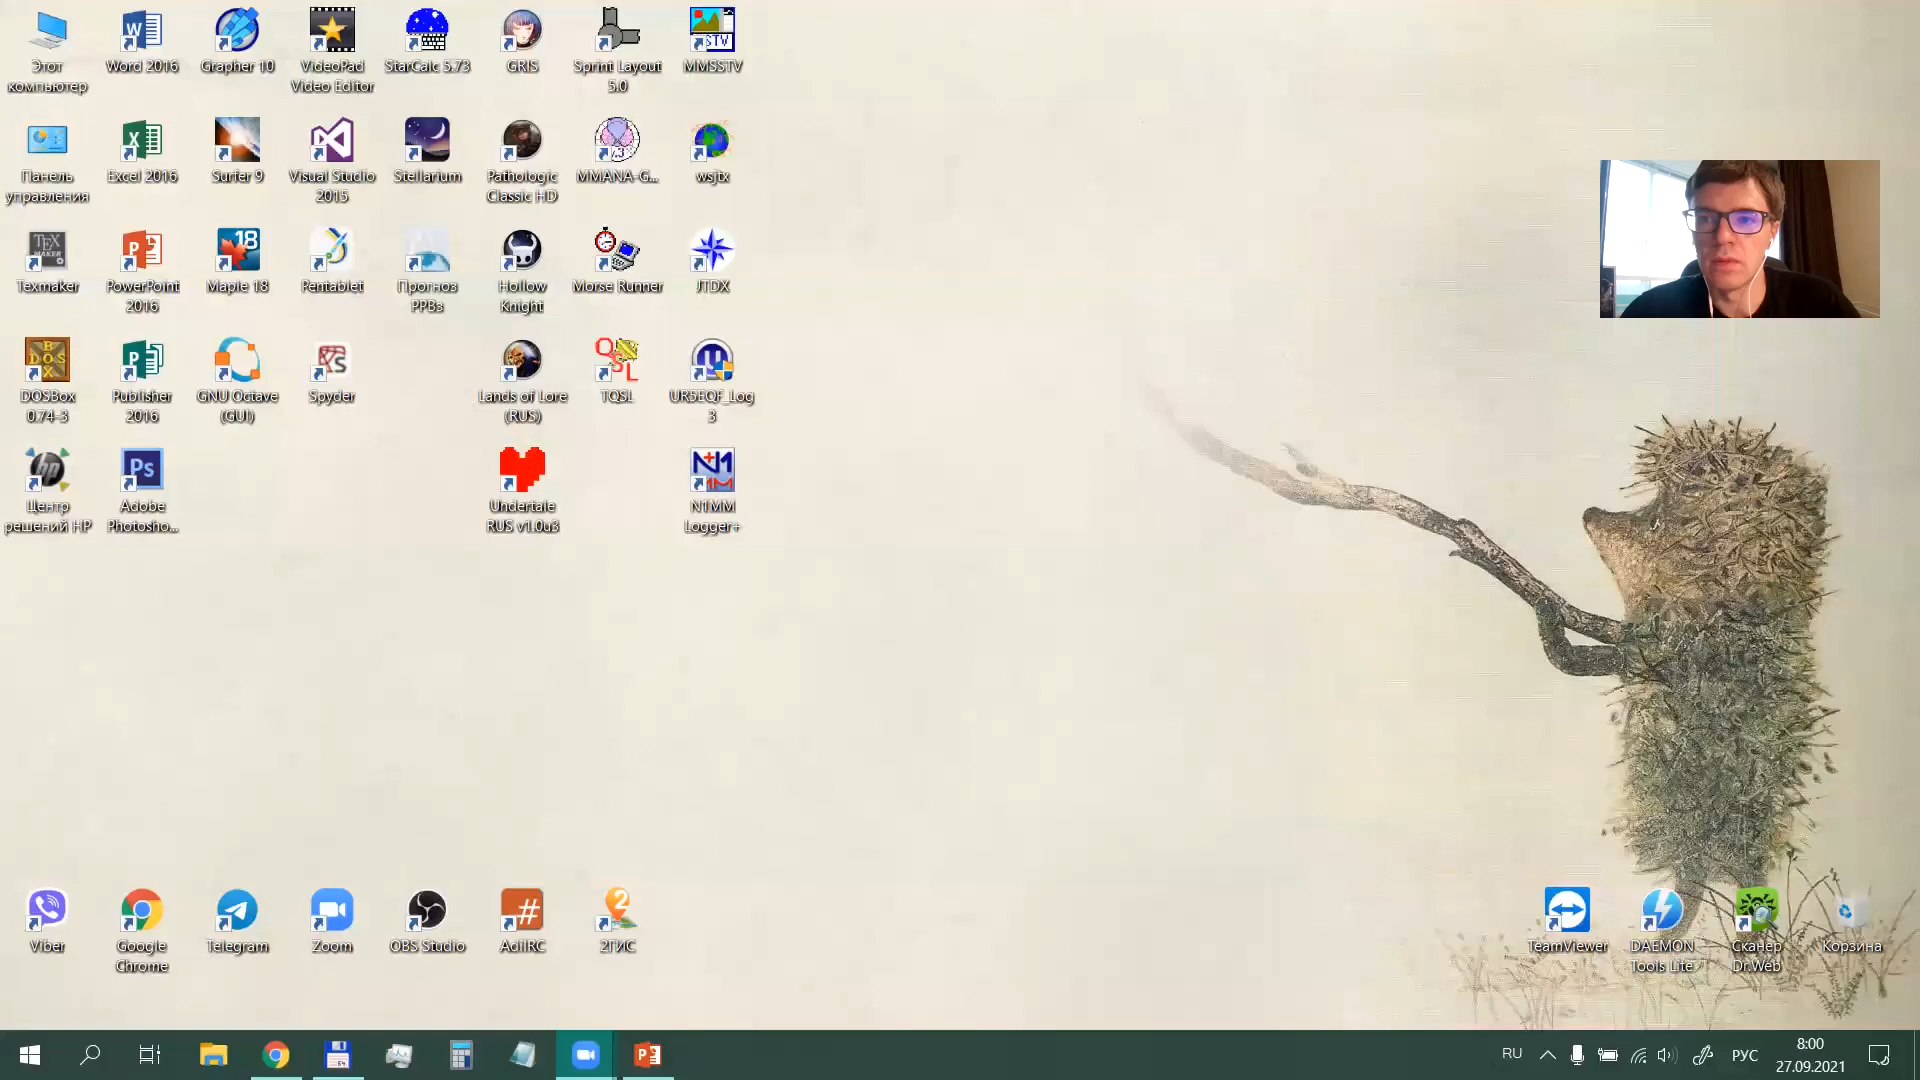 Этот
компьютер
Word 2016
Grapher 10
VideoPad
Video Editor
StarCalc 5.73
GRIS
Sprint Layout
5.0
MMSSTV
Панель
управления
Excel 2016
Surfer 9
Visual Studio
2015
Stellarium
Pathologic
Classic HD
MMANA-G...
wsjtx
Texmaker
PowerPoint
2016
Maple 18
Pentablet
Прогноз
РРВз
Hollow
Knight
Morse Runner
JTDX
DOSBox
0.74-3
Publisher
2016
GNU Octave
(GUI)
Spyder
Lands of Lore
(RUS)
TQSL
UR5EQF_Log
3
Центр
решений HP
Adobe
Photosho...
Undertale
RUS v1.0u3
N1MM
Logger+
Viber
Google
Chrome
Telegram
Zoom
OBS Studio
AdiIRC
2ГИС
TeamViewer
DAEMON
Tools Lite
Сканер
Dr.Web
Корзина
RU
РУС
8:00
27.09.2021